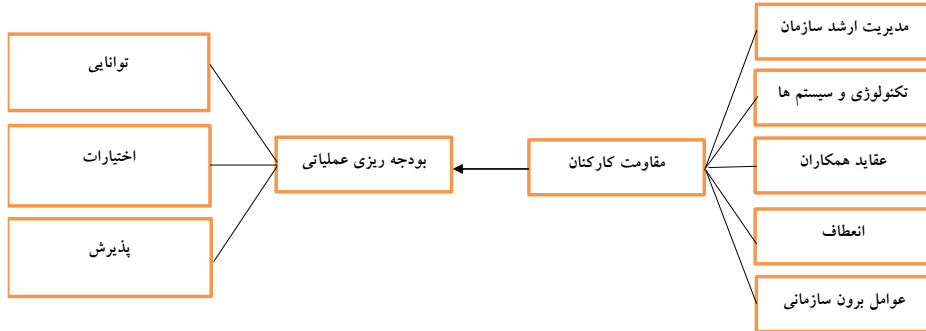 مدیریت ارشد سازمان
تکنولوژی و سیستم ها
عقاید همکاران
انعطاف
عوامل برون سازمانی
مقاومت کارکنان
بودجه ریزی عملیاتی
توانایی
اختیارات
پذیرش